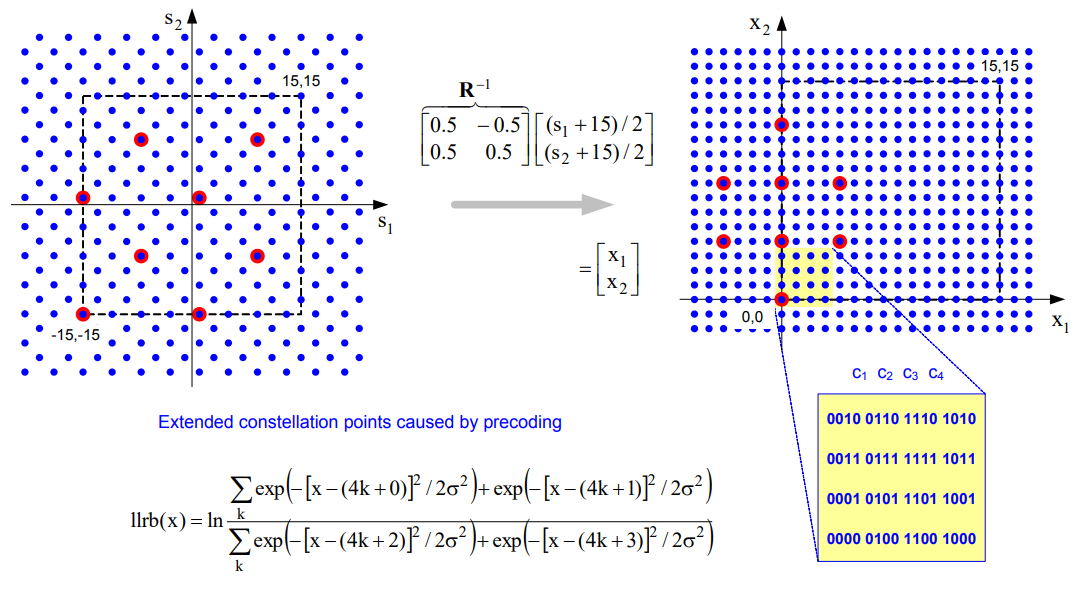 s₂
15,15
s₁
-15,-15
R⁻¹
[0.5 −0.5] [(s₁ +15) / 2]
[0.5 0.5] [(s₂ +15) / 2]
= [x₁]
[x₂]
x₂
15,15
0,0
x₁
c₁ c₂ c₃ c₄
0010 0110 1110 1010
0011 0111 1111 1011
0001 0101 1101 1001
0000 0100 1100 1000
Extended constellation points caused by precoding
llrb(x) = ln
∑ₖ exp(−[x − (4k + 0)]² / 2σ²) + exp(−[x − (4k + 1)]² / 2σ²)
∑ₖ exp(−[x − (4k + 2)]² / 2σ²) + exp(−[x − (4k + 3)]² / 2σ²)